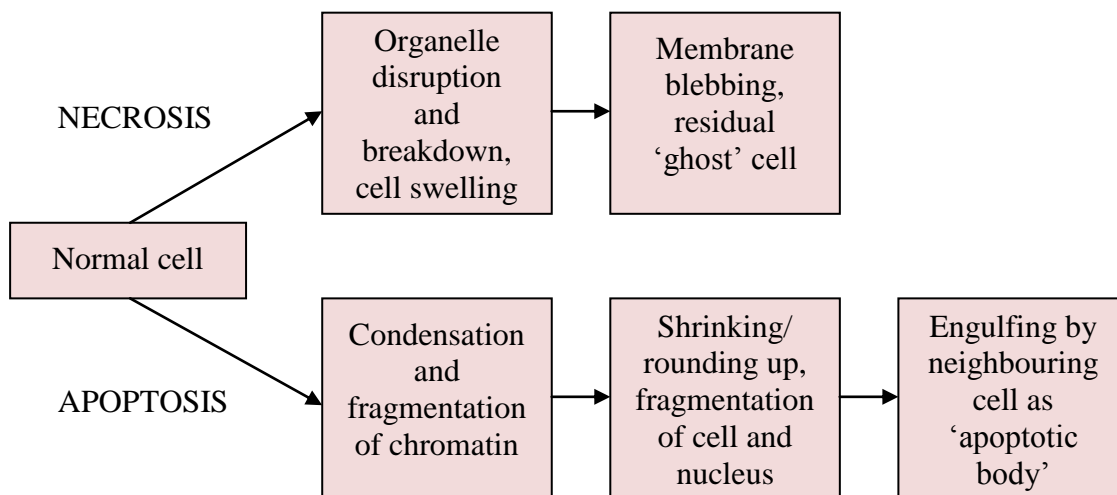 NECROSIS
Organelle
disruption
and
breakdown,
cell swelling
Membrane
blebbing,
residual
‘ghost’ cell
Normal cell
APOPTOSIS
Condensation
and
fragmentation
of chromatin
Shrinking/
rounding up,
fragmentation
of cell and
nucleus
Engulfing by
neighbouring
cell as
‘apoptotic
body’